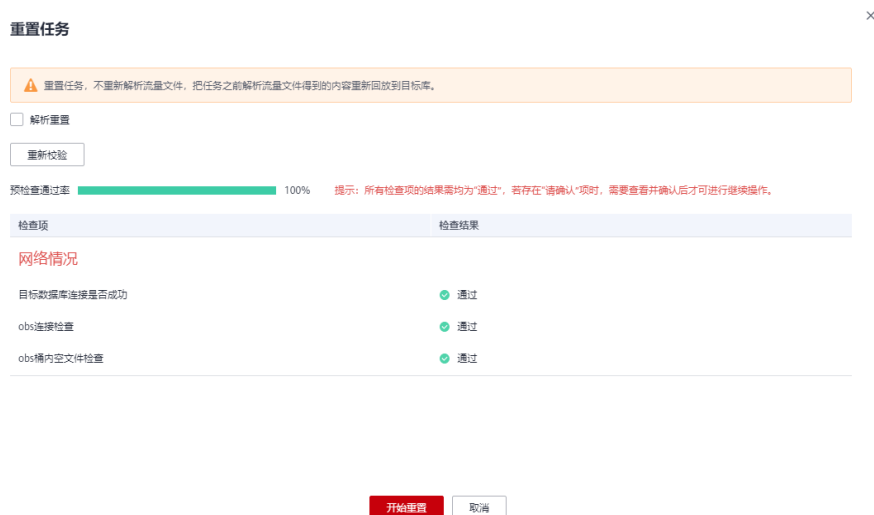 重置任务
重置任务，不重新解析流量文件，把任务之前解析流量文件得到的内容重新回放到目标库。
解析重置
重新校验
预检查通过率 100% 提示：所有检查项的结果需均为“通过”，若存在“请确认”项时，需要查看并确认后才可进行继续操作。
检查项 检查结果
网络情况
目标数据库连接是否成功 通过
obs连接检查 通过
obs桶内空文件检查 通过
开始重置 取消